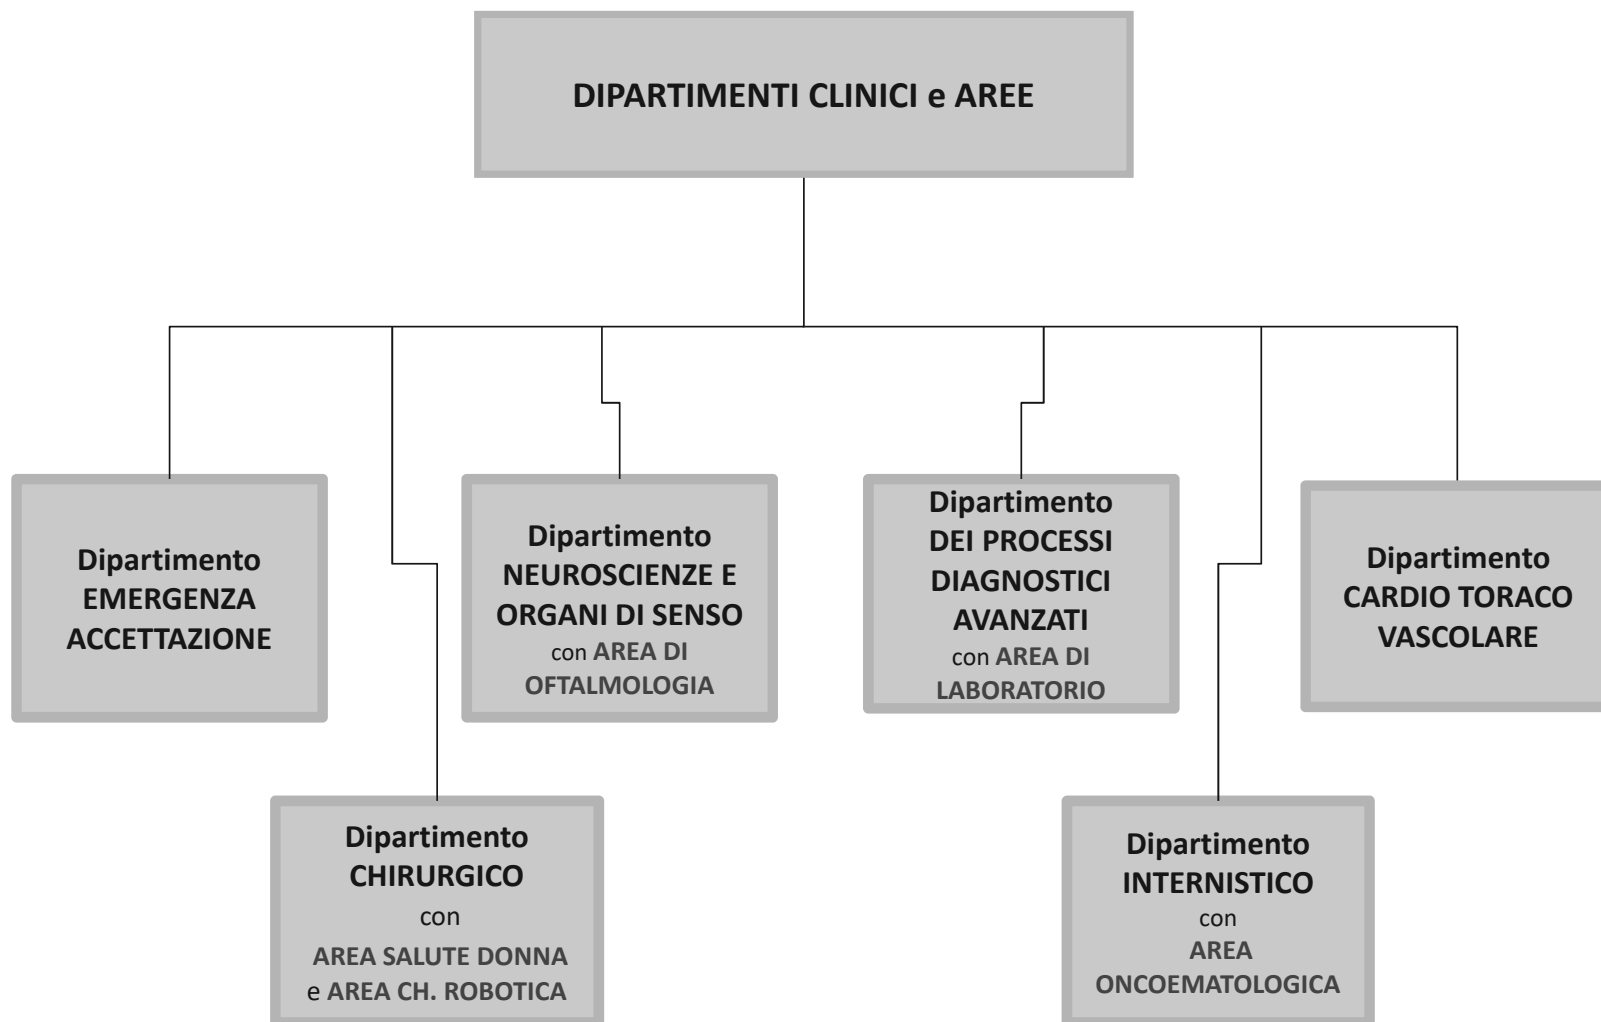 DIPARTIMENTI CLINICI e AREE
Dipartimento
EMERGENZA
ACCETTAZIONE
Dipartimento
NEUROSCIENZE E
ORGANI DI SENSO
con AREA DI
OFTALMOLOGIA
Dipartimento
DEI PROCESSI
DIAGNOSTICI
AVANZATI
con AREA DI
LABORATORIO
Dipartimento
CARDIO TORACO
VASCOLARE
Dipartimento
CHIRURGICO
con
AREA SALUTE DONNA
e AREA CH. ROBOTICA
Dipartimento
INTERNISTICO
con
AREA
ONCOEMATOLOGICA